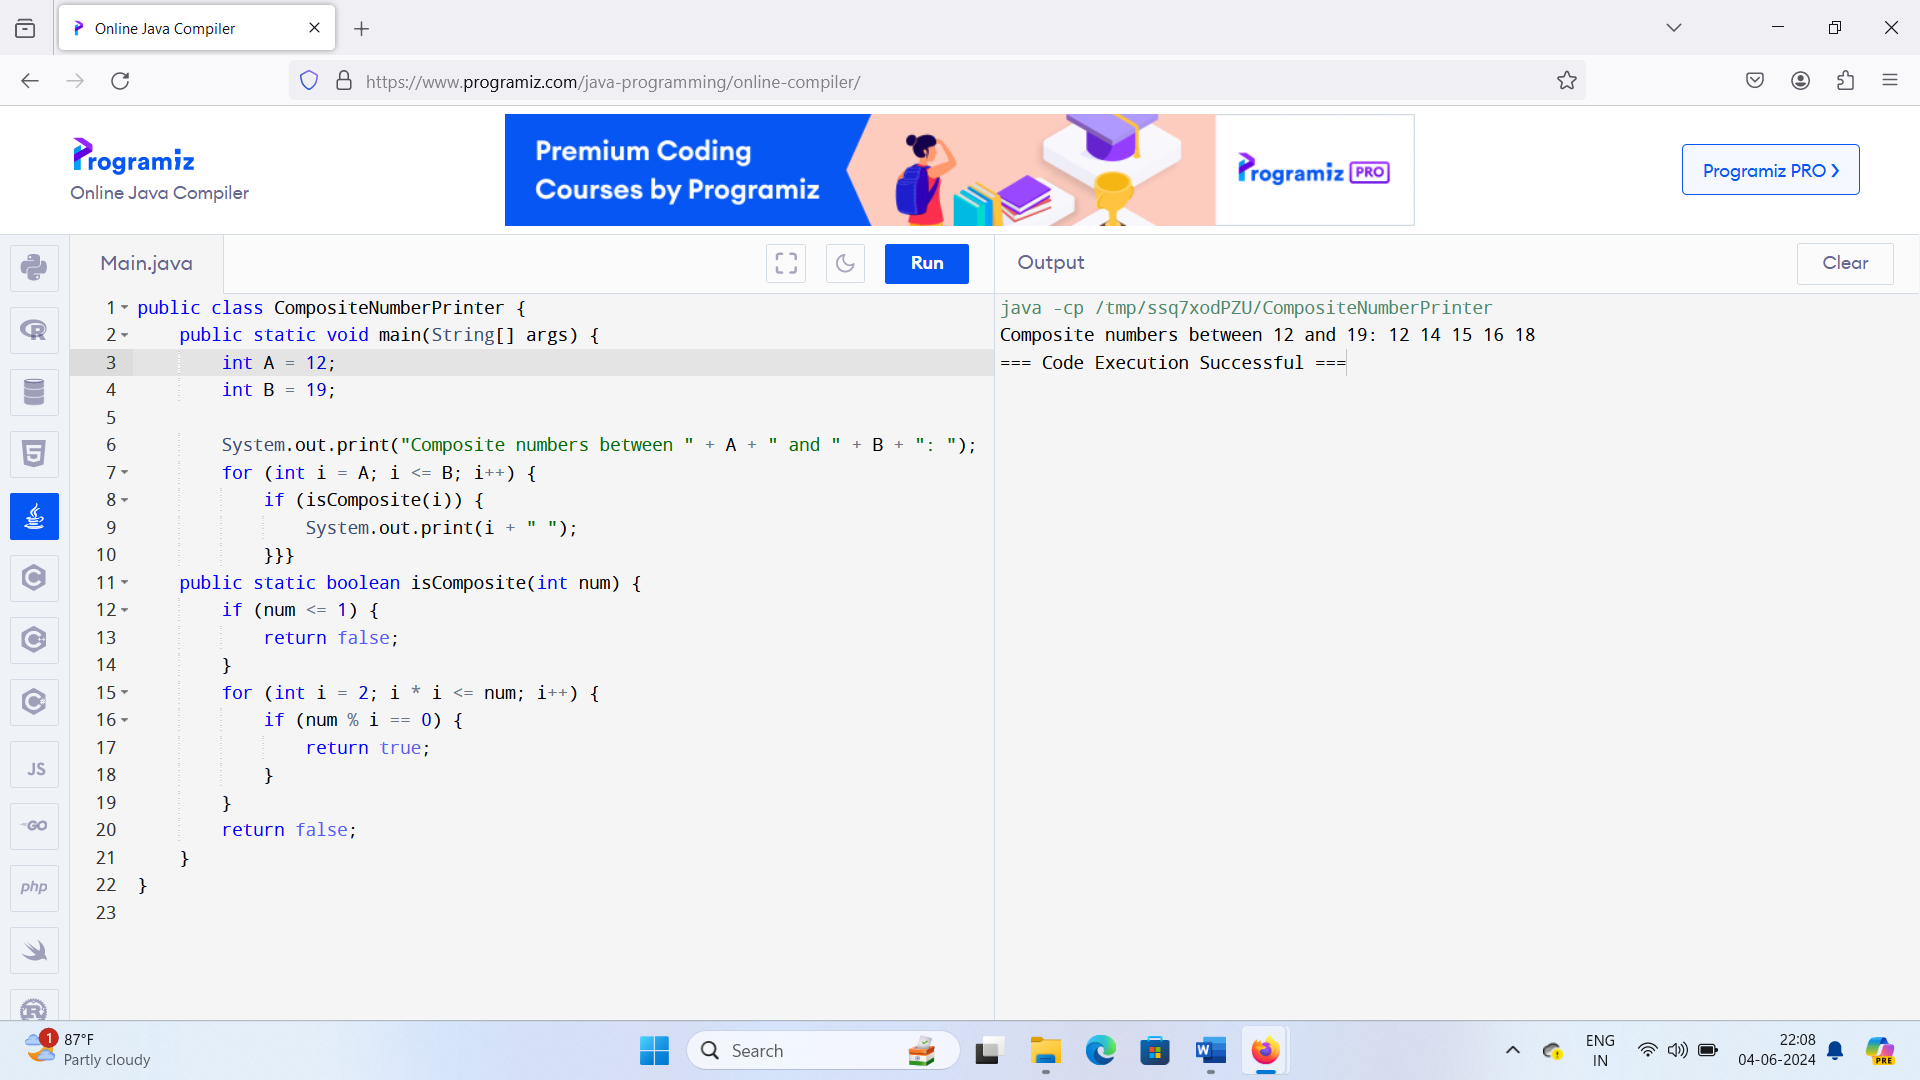 Online Java Compiler
https://www.programiz.com/java-programming/online-compiler/
Programiz
Online Java Compiler
Premium Coding
Courses by Programiz
Programiz PRO
Programiz PRO
Main.java
Run
Output
Clear
1 public class CompositeNumberPrinter {
2 public static void main(String[] args) {
3 int A = 12;
4 int B = 19;
5
6 System.out.print("Composite numbers between " + A + " and " + B + ": ");
7 for (int i = A; i <= B; i++) {
8 if (isComposite(i)) {
9 System.out.print(i + " ");
10 }}}
11 public static boolean isComposite(int num) {
12 if (num <= 1) {
13 return false;
14 }
15 for (int i = 2; i * i <= num; i++) {
16 if (num % i == 0) {
17 return true;
18 }
19 }
20 return false;
21 }
22 }
23
java -cp /tmp/ssq7xodPZU/CompositeNumberPrinter
Composite numbers between 12 and 19: 12 14 15 16 18
=== Code Execution Successful ===
R
5
C
C
C
JS
GO
php
R
1
87°F
Partly cloudy
Search
W
ENG
IN
22:08
04-06-2024
PRE